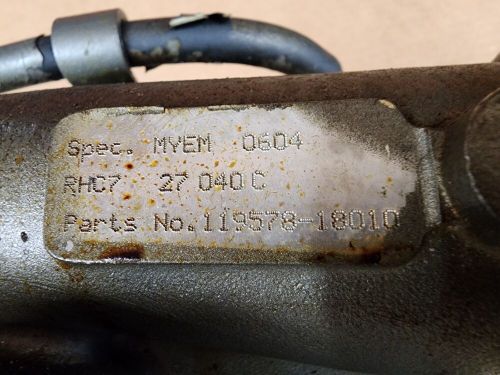 Spec. MYEM 0604
RHC7 27 040 C
Parts No.119578-18010